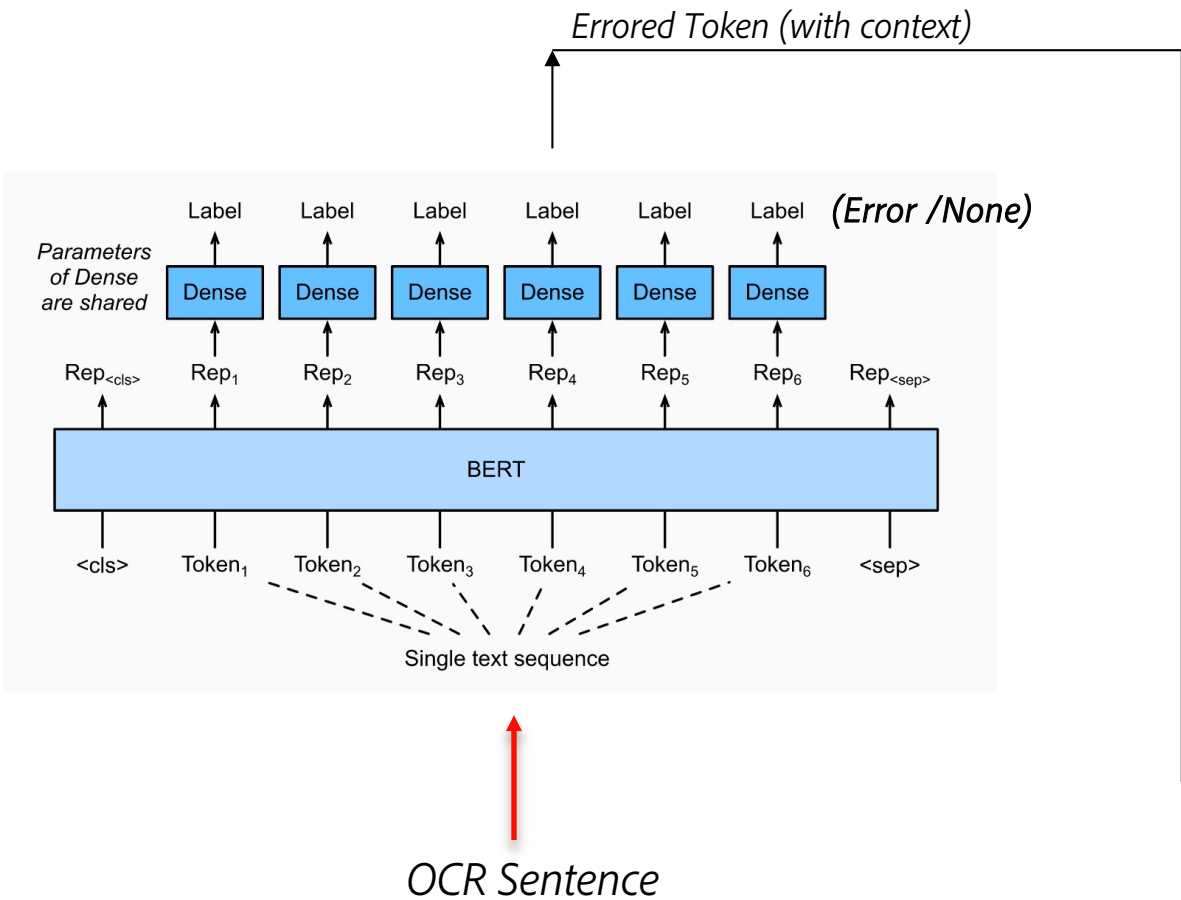 Errored Token (with context)
Label Label Label Label Label Label (Error /None)
Parameters
of Dense
are shared
Dense Dense Dense Dense Dense Dense
Rep<cls> Rep1 Rep2 Rep3 Rep4 Rep5 Rep6 Rep<sep>
BERT
<cls> Token1 Token2 Token3 Token4 Token5 Token6 <sep>
Single text sequence
OCR Sentence